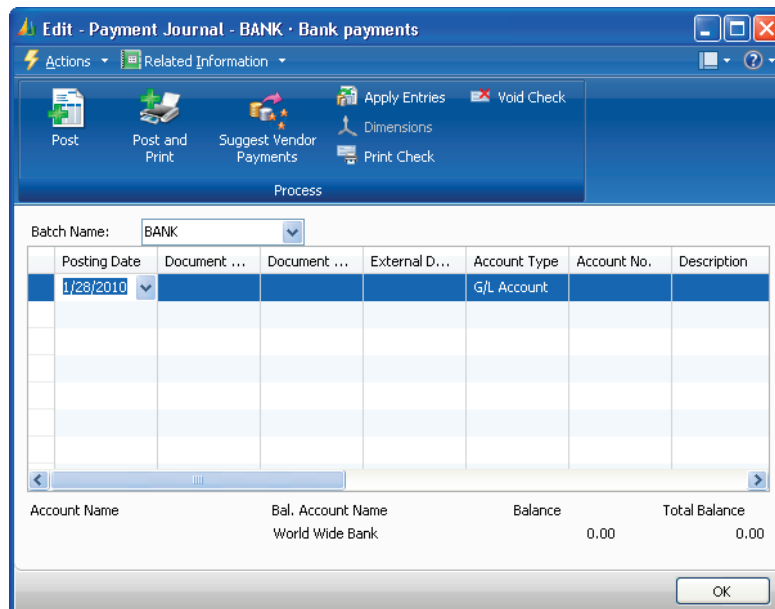 Edit - Payment Journal - BANK · Bank payments
Actions Related Information
Post
Post and Print
Suggest Vendor Payments
Apply Entries
Dimensions
Print Check
Void Check
Process
Batch Name: BANK
Posting Date Document ... Document ... External D... Account Type Account No. Description
1/28/2010 G/L Account
Account Name Bal. Account Name Balance Total Balance
World Wide Bank 0.00 0.00
OK